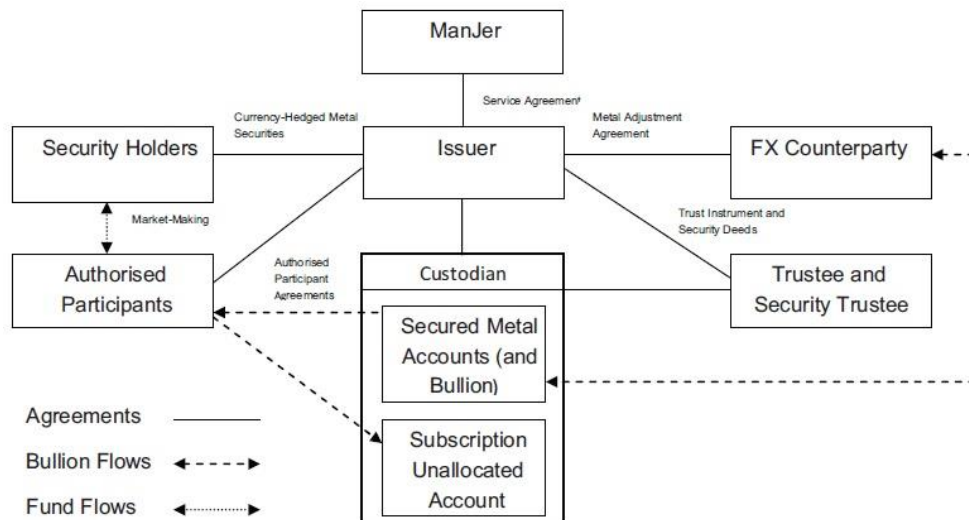 ManJer
Service Agreement
Currency-Hedged Metal
Securities
Metal Adjustment
Agreement
Security Holders
Issuer
FX Counterparty
Market-Making
Trust Instrument and
Security Deeds
Authorised
Participants
Authorised
Participant
Agreements
Custodian
Trustee and
Security Trustee
Secured Metal
Accounts (and
Bullion)
Subscription
Unallocated
Account
Agreements
Bullion Flows
Fund Flows